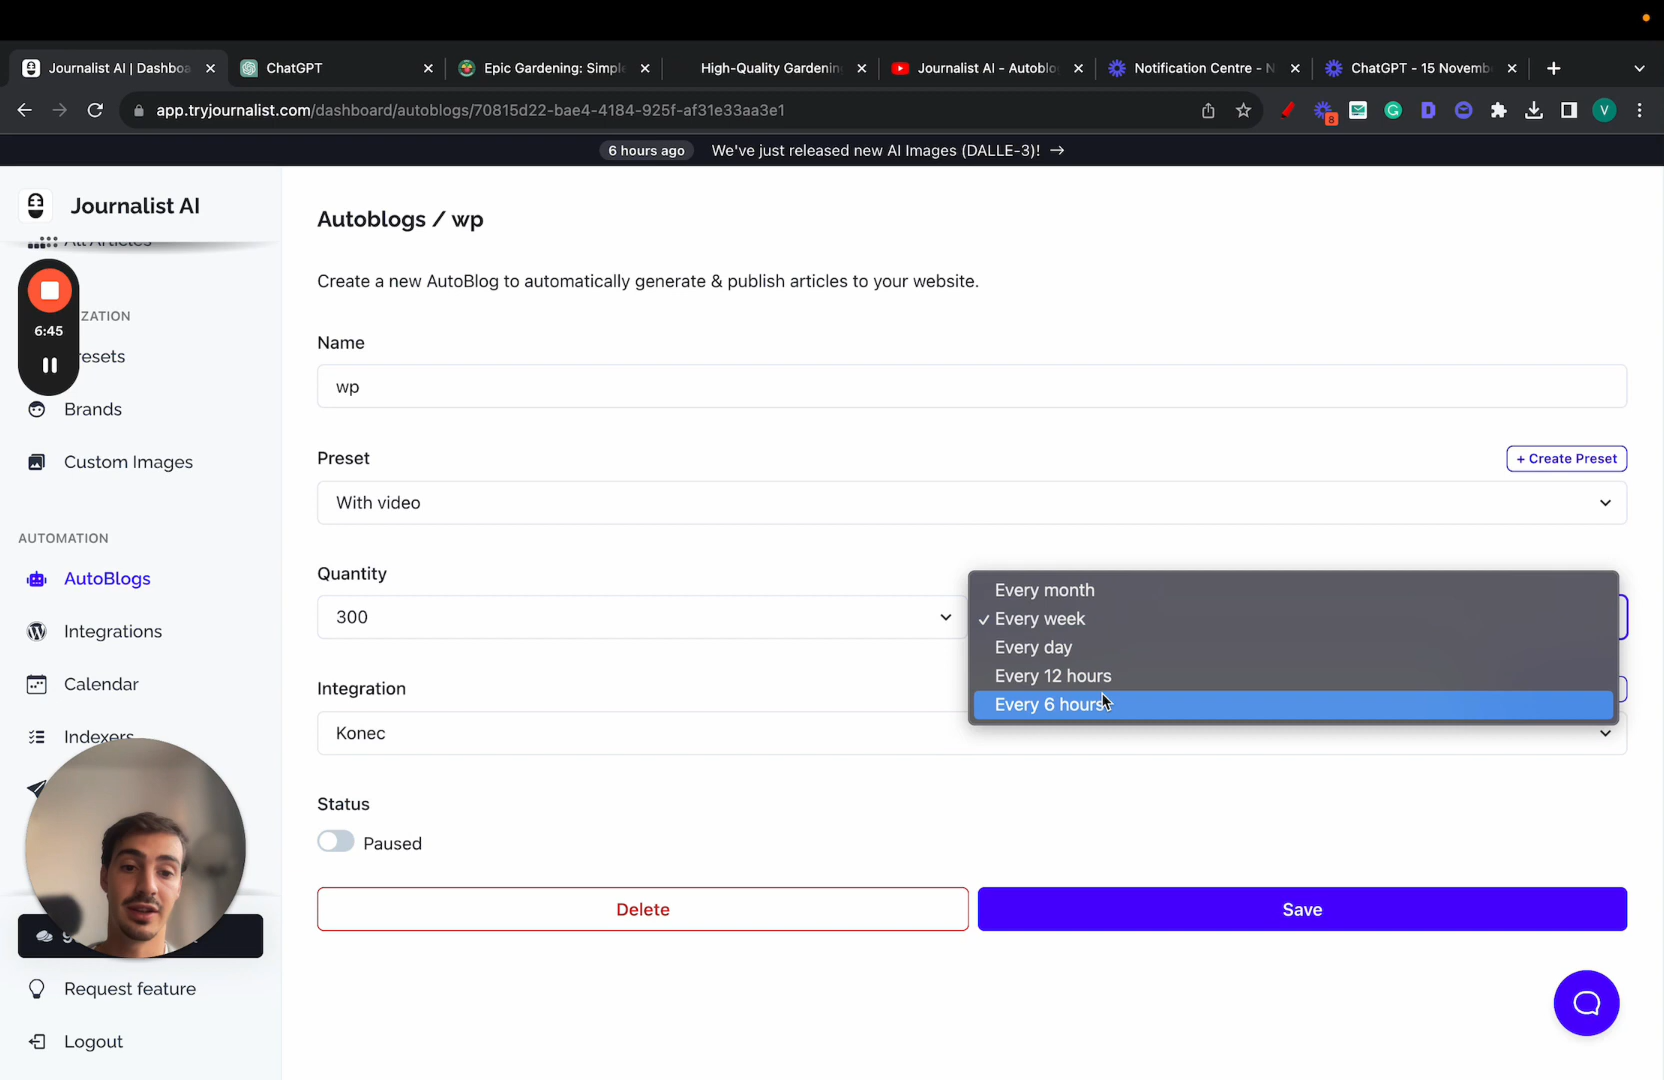 Journalist AI | Dashboa
ChatGPT
Epic Gardening: Simple
High-Quality Gardening
Journalist AI - Autoblo
Notification Centre - N
ChatGPT - 15 Novemb
app.tryjournalist.com/dashboard/autoblogs/70815d22-bae4-4184-925f-af31e33aa3e1
8
V
6 hours ago We've just released new AI Images (DALLE-3)! →
Journalist AI
All Articles
6:45
ZATION
resets
Brands
Custom Images
AUTOMATION
AutoBlogs
Integrations
Calendar
Indexers
Request feature
Logout
Autoblogs / wp
Create a new AutoBlog to automatically generate & publish articles to your website.
Name
wp
Preset
+ Create Preset
With video
Quantity
300
Every month
✓ Every week
Every day
Every 12 hours
Every 6 hours
Integration
Konec
Status
Paused
Delete
Save